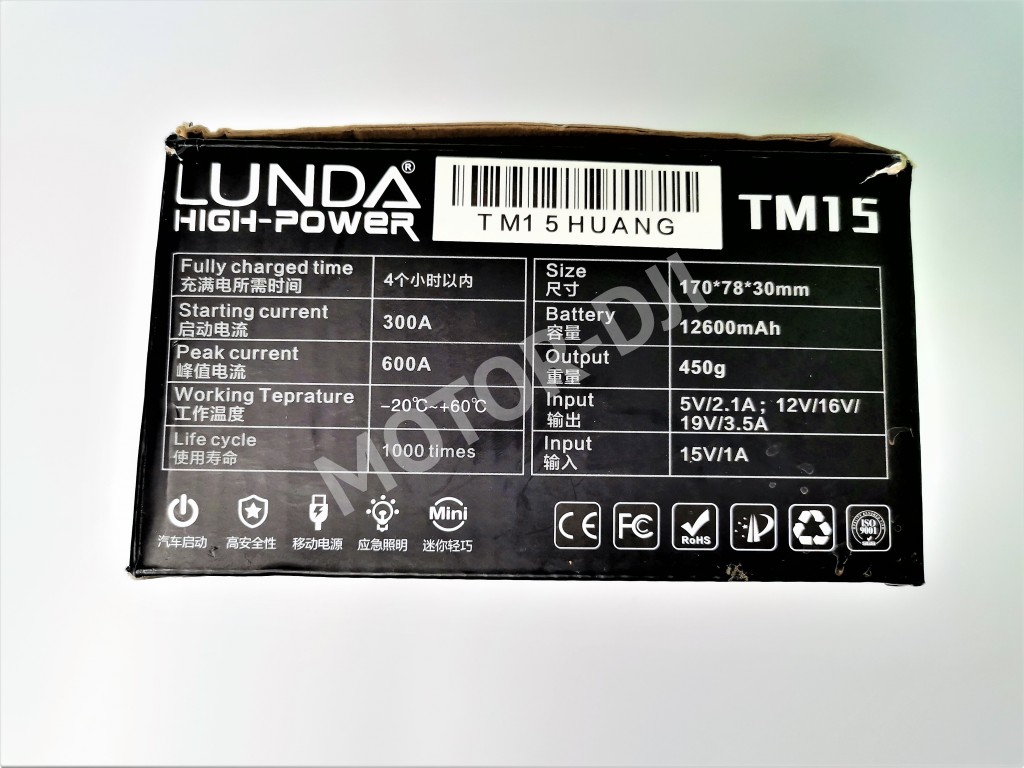 LUNDA®
HIGH-POWER
TM15HUANG
TM15
Fully charged time
充满电所需时间
4个小时以内
Starting current
启动电流
300A
Peak current
峰值电流
600A
Working Teprature
工作温度
-20℃~+60℃
Life cycle
使用寿命
1000 times
Size
尺寸
170*78*30mm
Battery
容量
12600mAh
Output
重量
450g
Input
输出
5V/2.1A; 12V/16V/
19V/3.5A
Input
输入
15V/1A
MOTOR-DJI
Mini
汽车启动 高安全性 移动电源 应急照明 迷你轻巧
CE FC RoHS P ISO
9001